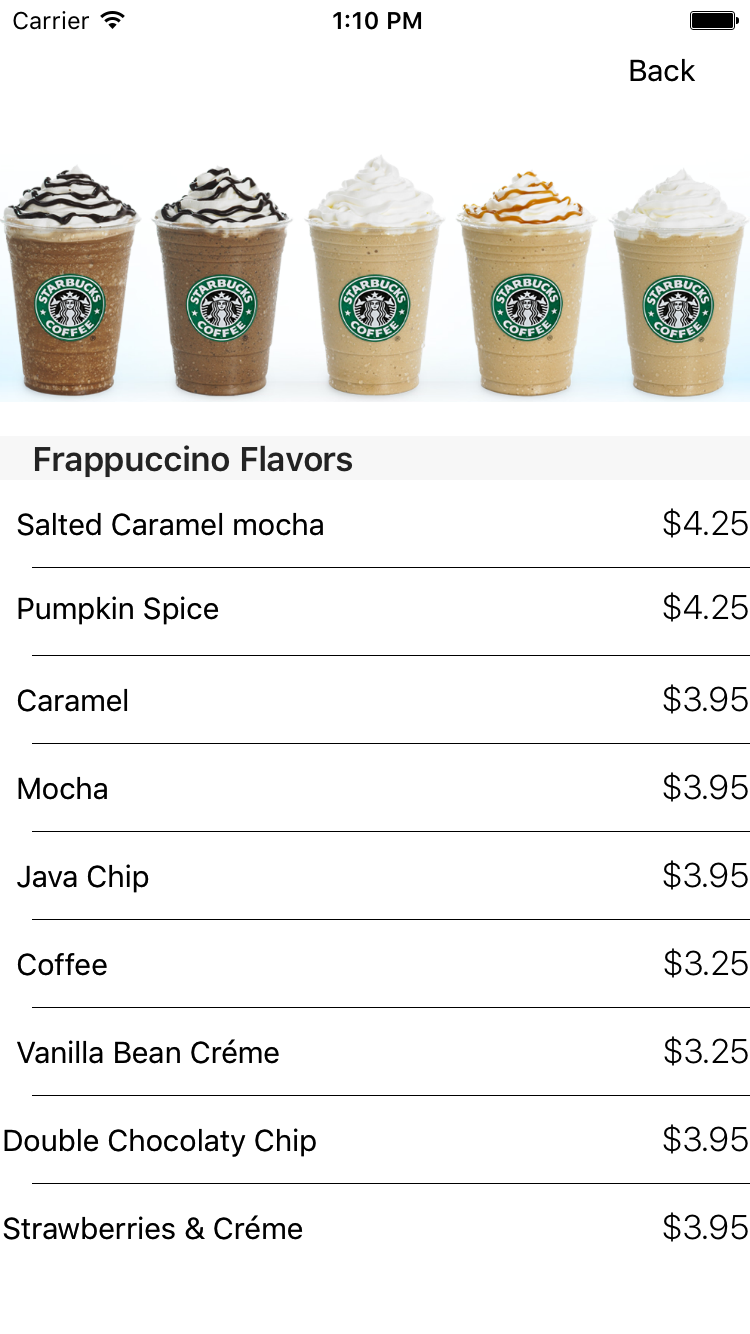 Carrier 1:10 PM
Back
STARBUCKS COFFEE ®
STARBUCKS COFFEE ®
STARBUCKS COFFEE ®
STARBUCKS COFFEE ®
STARBUCKS COFFEE ®
Frappuccino Flavors
Salted Caramel mocha $4.25
Pumpkin Spice $4.25
Caramel $3.95
Mocha $3.95
Java Chip $3.95
Coffee $3.25
Vanilla Bean Créme $3.25
Double Chocolaty Chip $3.95
Strawberries & Créme $3.95